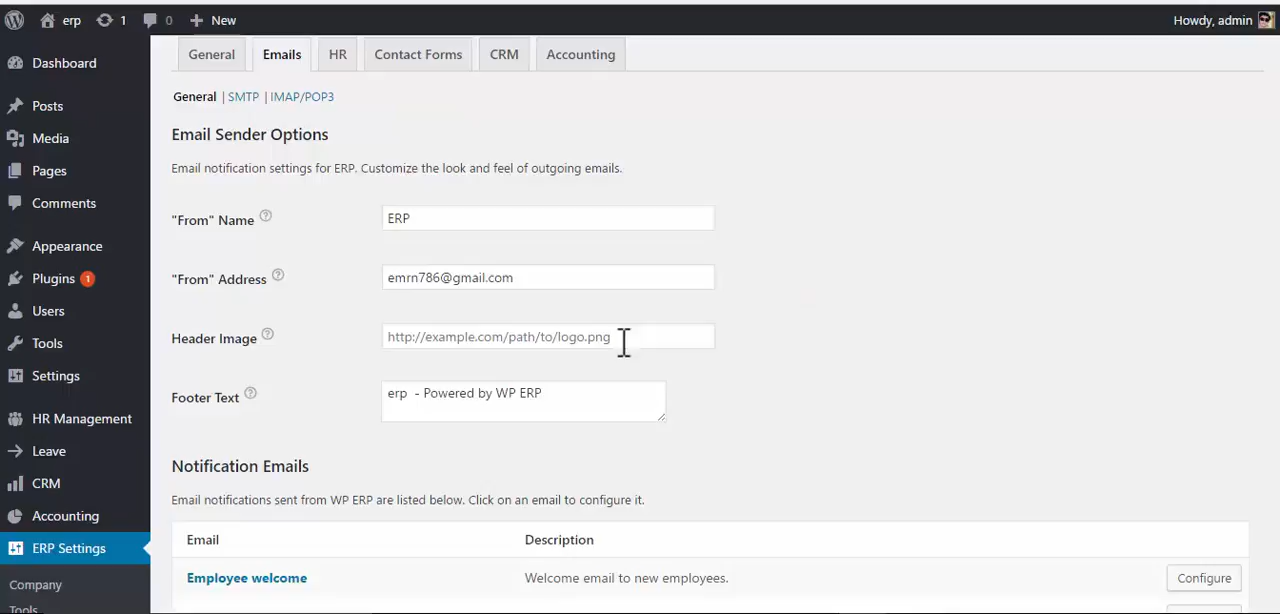 erp 1 0 New Howdy, admin
Dashboard
Posts
Media
Pages
Comments
Appearance
Plugins 1
Users
Tools
Settings
HR Management
Leave
CRM
Accounting
ERP Settings
Company
Tools
General Emails HR Contact Forms CRM Accounting
General | SMTP | IMAP/POP3
Email Sender Options
Email notification settings for ERP. Customize the look and feel of outgoing emails.
"From" Name ? ERP
"From" Address ? emrn786@gmail.com
Header Image ? http://example.com/path/to/logo.png
Footer Text ? erp - Powered by WP ERP
Notification Emails
Email notifications sent from WP ERP are listed below. Click on an email to configure it.
Email Description
Employee welcome Welcome email to new employees. Configure